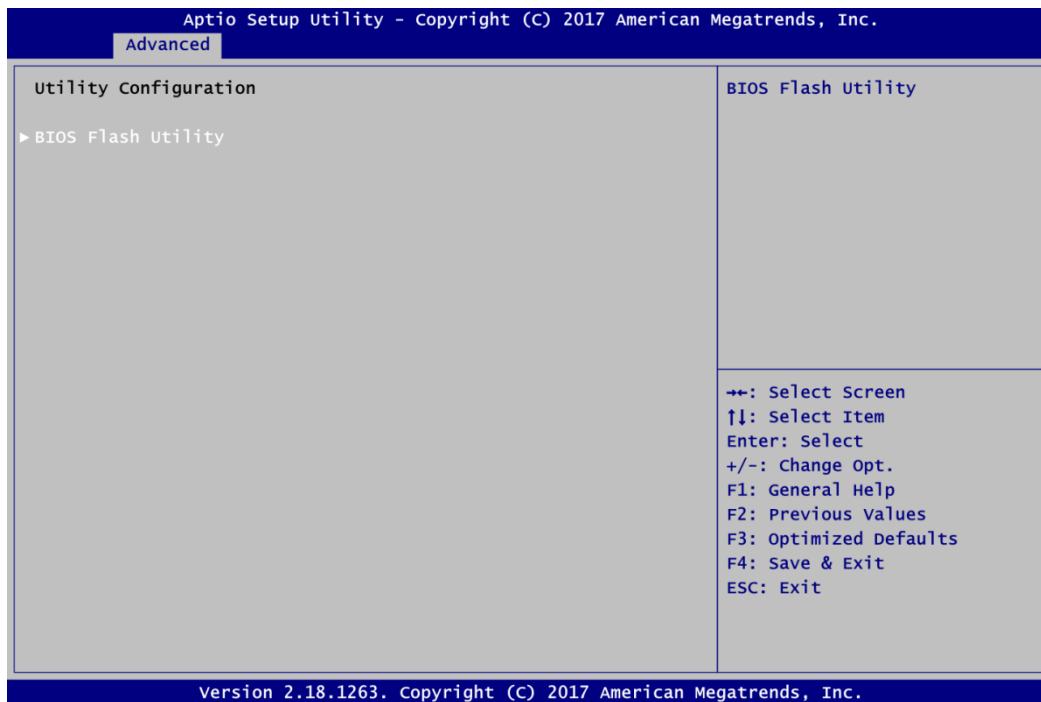 Aptio Setup Utility - Copyright (C) 2017 American Megatrends, Inc.
Advanced
Utility Configuration
►BIOS Flash Utility
BIOS Flash Utility
→←: Select Screen
↑↓: Select Item
Enter: Select
+/-: Change Opt.
F1: General Help
F2: Previous Values
F3: Optimized Defaults
F4: Save & Exit
ESC: Exit
Version 2.18.1263. Copyright (C) 2017 American Megatrends, Inc.